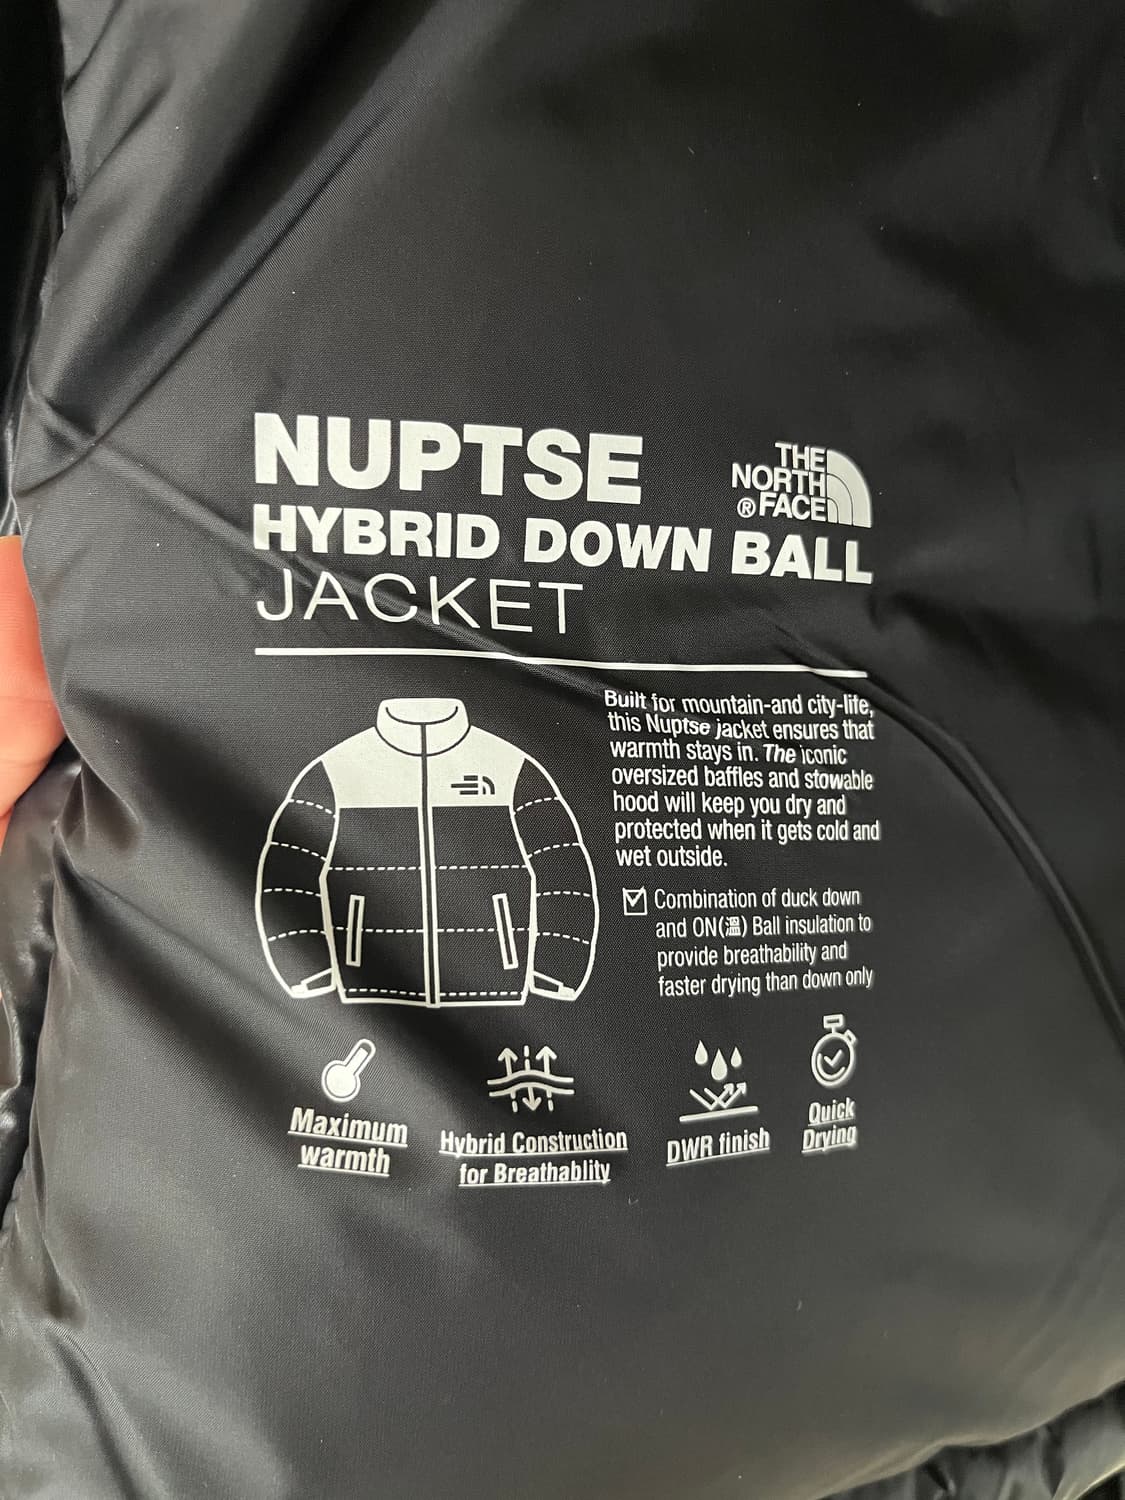 NUPTSE
THE
NORTH
® FACE
HYBRID DOWN BALL
JACKET
Built for mountain-and city-life,
this Nuptse jacket ensures that
warmth stays in. The iconic
oversized baffles and stowable
hood will keep you dry and
protected when it gets cold and
wet outside.
Combination of duck down
and ON(溫) Ball insulation to
provide breathability and
faster drying than down only
Maximum
warmth
Hybrid Construction
for Breathablity
DWR finish
Quick
Drying